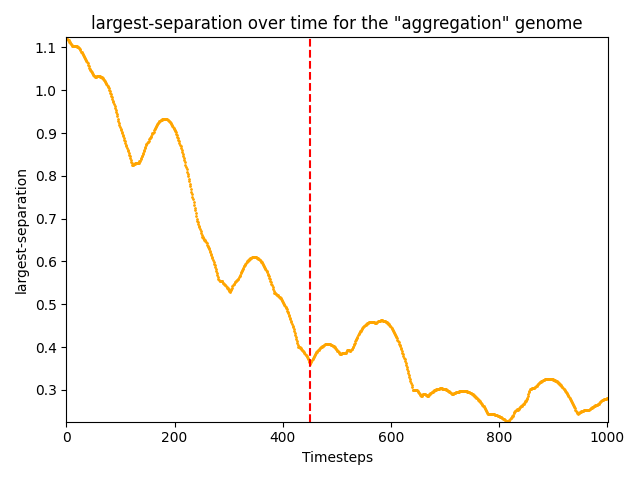 largest-separation over time for the "aggregation" genome
1.1
1.0
0.9
0.8
0.7
0.6
0.5
0.4
0.3
largest-separation
0 200 400 600 800 1000
Timesteps